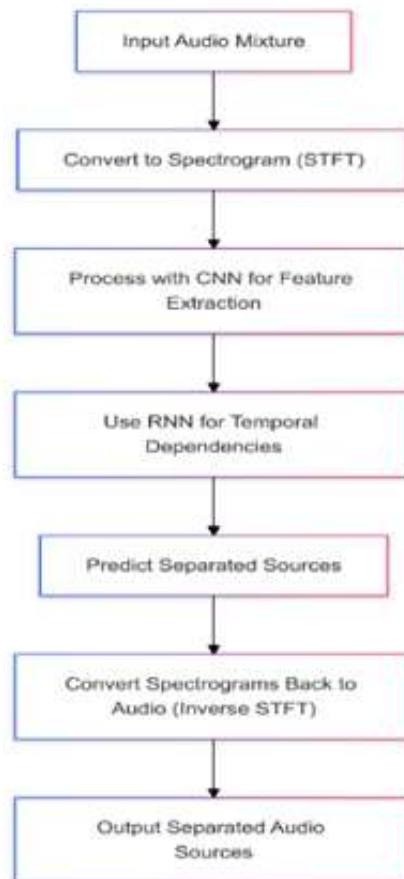 Input Audio Mixture
Convert to Spectrogram (STFT)
Process with CNN for Feature
Extraction
Use RNN for Temporal
Dependencies
Predict Separated Sources
Convert Spectrograms Back to
Audio (Inverse STFT)
Output Separated Audio
Sources